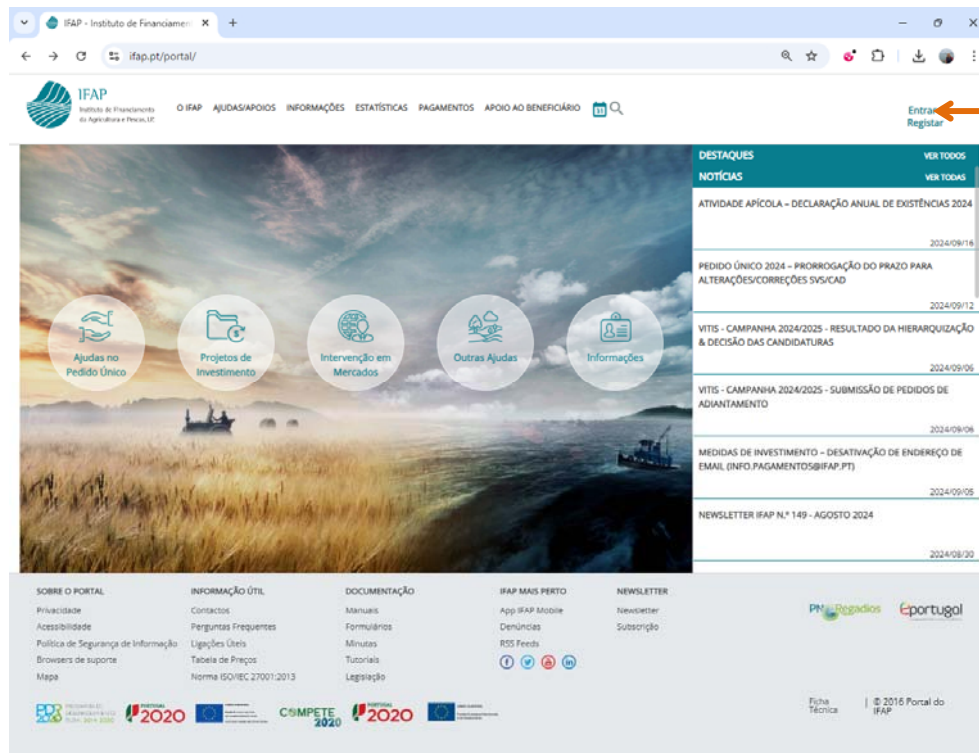 IFAP - Instituto de Financiamen
ifap.pt/portal/
IFAP
Instituto de Financiamento
da Agricultura e Pescas, I.P.
O IFAP AJUDAS/APOIOS INFORMAÇÕES ESTATÍSTICAS PAGAMENTOS APOIO AO BENEFICIÁRIO
Entrar
Registar
DESTAQUES VER TODOS
NOTÍCIAS VER TODAS
ATIVIDADE APÍCOLA – DECLARAÇÃO ANUAL DE EXISTÊNCIAS 2024
2024/09/16
PEDIDO ÚNICO 2024 – PRORROGAÇÃO DO PRAZO PARA
ALTERAÇÕES/CORREÇÕES SVS/CAD
2024/09/12
VITIS - CAMPANHA 2024/2025 - RESULTADO DA HIERARQUIZAÇÃO
& DECISÃO DAS CANDIDATURAS
2024/09/06
VITIS - CAMPANHA 2024/2025 - SUBMISSÃO DE PEDIDOS DE
ADIANTAMENTO
2024/09/06
MEDIDAS DE INVESTIMENTO – DESATIVAÇÃO DE ENDEREÇO DE
EMAIL (INFO.PAGAMENTOS@IFAP.PT)
2024/09/05
NEWSLETTER IFAP N.º 149 - AGOSTO 2024
2024/08/30
Ajudas no
Pedido Único
Projetos de
Investimento
Intervenção em
Mercados
Outras Ajudas
Informações
SOBRE O PORTAL
Privacidade
Acessibilidade
Política de Segurança de Informação
Browsers de suporte
Mapa
INFORMAÇÃO ÚTIL
Contactos
Perguntas Frequentes
Ligações Úteis
Tabela de Preços
Norma ISO/IEC 27001:2013
DOCUMENTAÇÃO
Manuais
Formulários
Minutas
Tutoriais
Legislação
IFAP MAIS PERTO
App IFAP Mobile
Denúncias
RSS Feeds
NEWSLETTER
Newsletter
Subscrição
PN Regadios
eportugal
PDR
2020
PORTUGAL
2020
COMPETE
2020
PORTUGAL
2020
Ficha
Técnica
© 2016 Portal do
IFAP